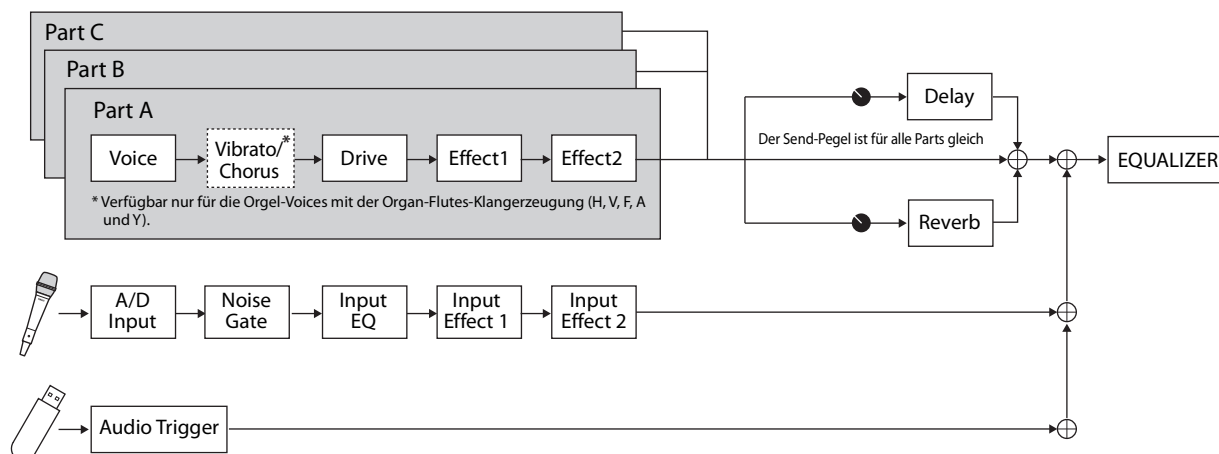 Part C
Part B
Part A
Voice
Vibrato/*
Chorus
Drive
Effect1
Effect2
* Verfügbar nur für die Orgel-Voices mit der Organ-Flutes-Klangerzeugung (H, V, F, A
und Y).
Delay
Der Send-Pegel ist für alle Parts gleich
Reverb
EQUALIZER
A/D
Input
Noise
Gate
Input
EQ
Input
Effect 1
Input
Effect 2
Audio Trigger